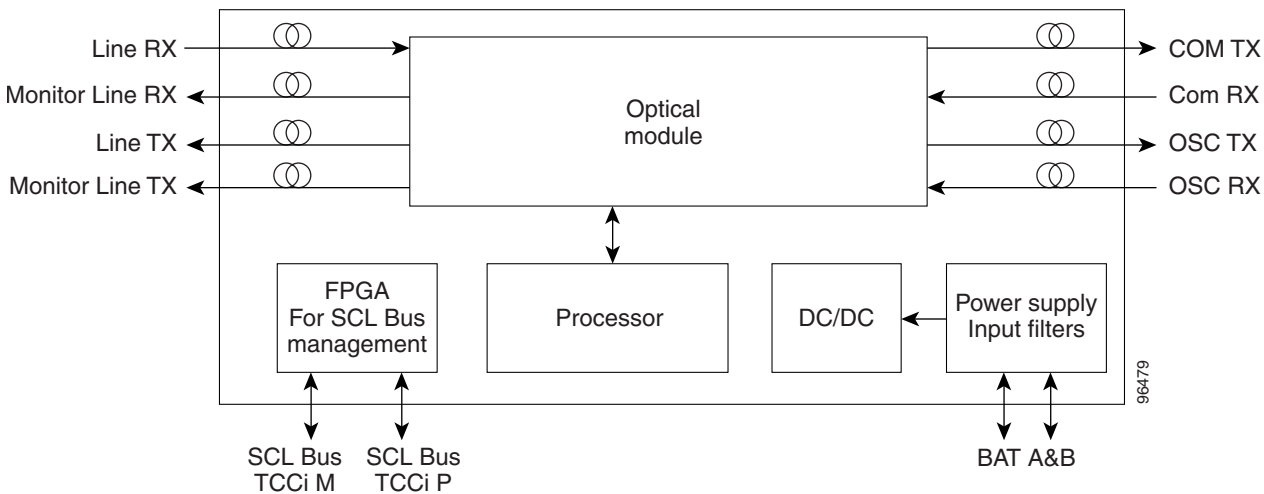 Line RX
Monitor Line RX
Line TX
Monitor Line TX
Optical
module
COM TX
Com RX
OSC TX
OSC RX
FPGA
For SCL Bus
management
Processor
DC/DC
Power supply
Input filters
96479
SCL Bus
TCCi M
SCL Bus
TCCi P
BAT A&B